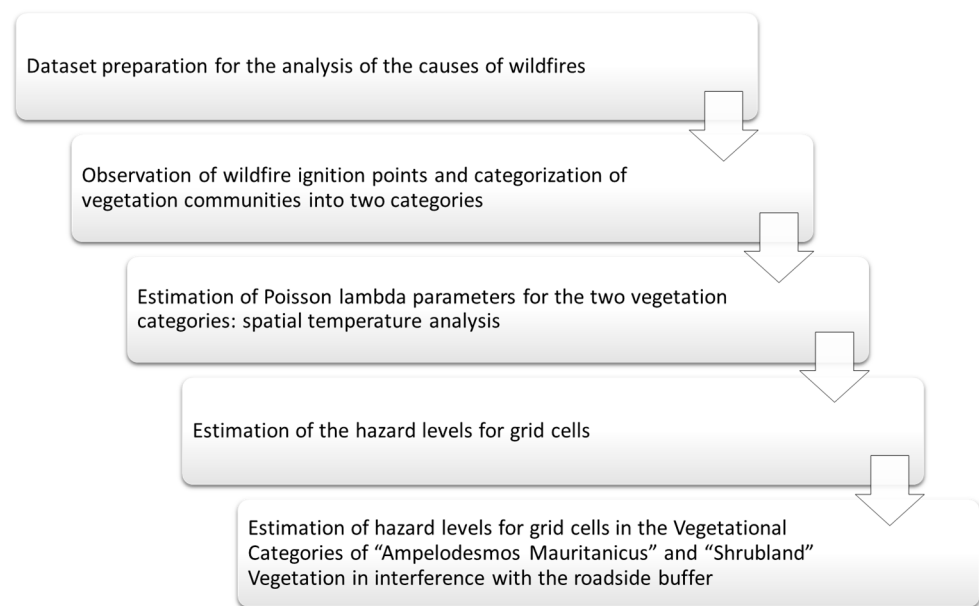 Dataset preparation for the analysis of the causes of wildfires
Observation of wildfire ignition points and categorization of
vegetation communities into two categories
Estimation of Poisson lambda parameters for the two vegetation
categories: spatial temperature analysis
Estimation of the hazard levels for grid cells
Estimation of hazard levels for grid cells in the Vegetational
Categories of “Ampelodesmos Mauritanicus” and “Shrubland”
Vegetation in interference with the roadside buffer